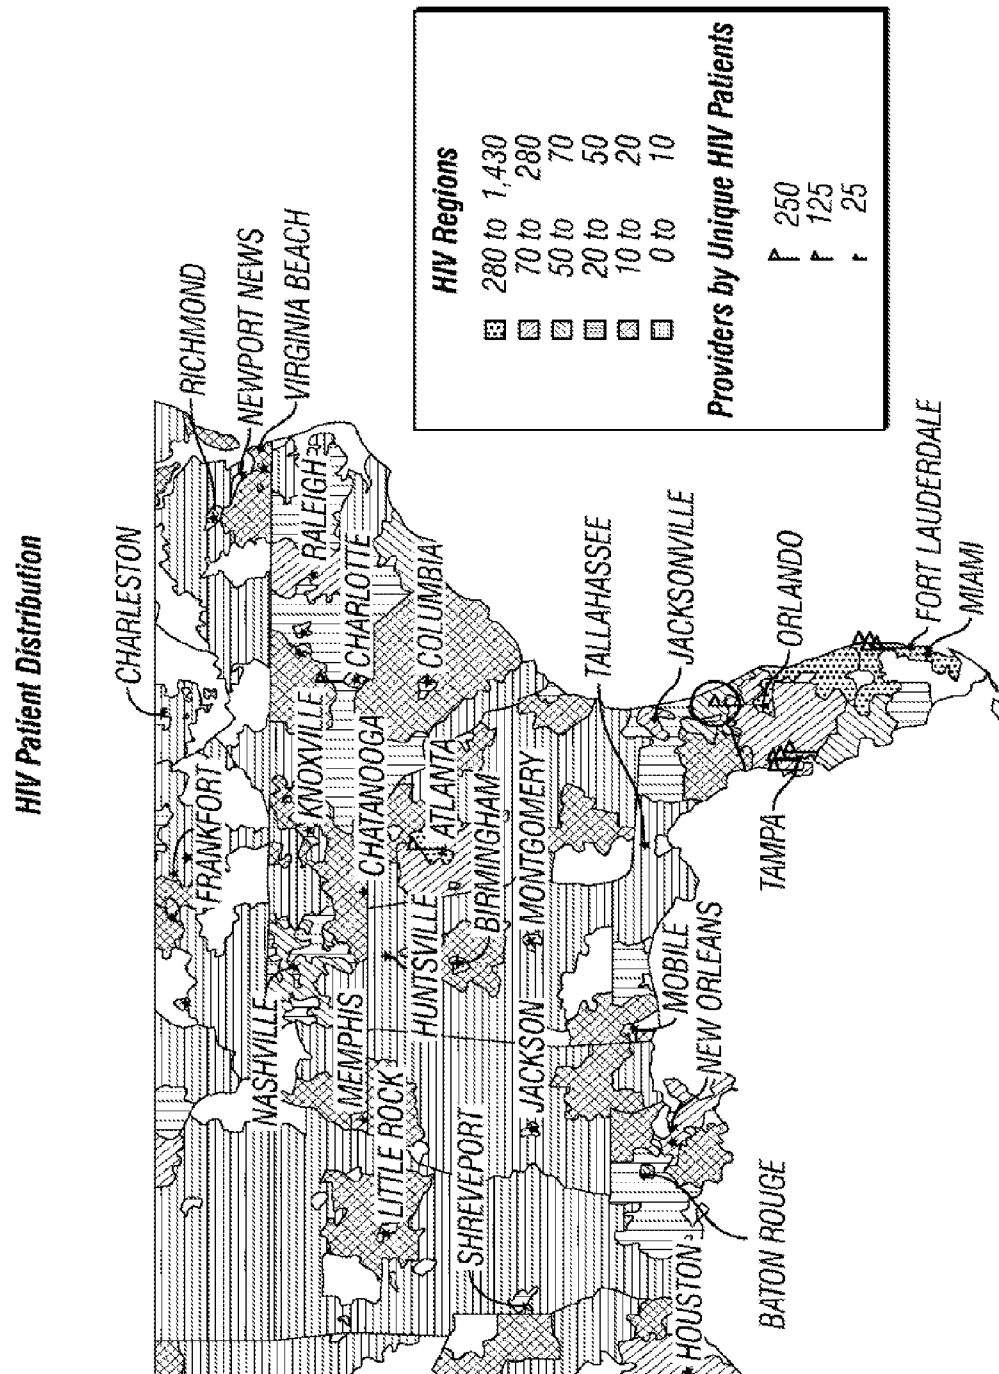 HIV Patient Distribution
CHARLESTON
RICHMOND
NEWPORT NEWS
VIRGINIA BEACH
FRANKFORT
NASHVILLE
KNOXVILLE
RALEIGH
MEMPHIS
CHATANOOGA
CHARLOTTE
LITTLE ROCK
HUNTSVILLE
ATLANTA
COLUMBIA
SHREVEPORT
BIRMINGHAM
JACKSON
MONTGOMERY
TALLAHASSEE
MOBILE
JACKSONVILLE
HOUSTON
NEW ORLEANS
BATON ROUGE
TAMPA
ORLANDO
FORT LAUDERDALE
MIAMI
HIV Regions
280 to 1,430
70 to 280
50 to 70
20 to 50
10 to 20
0 to 10
Providers by Unique HIV Patients
250
125
25